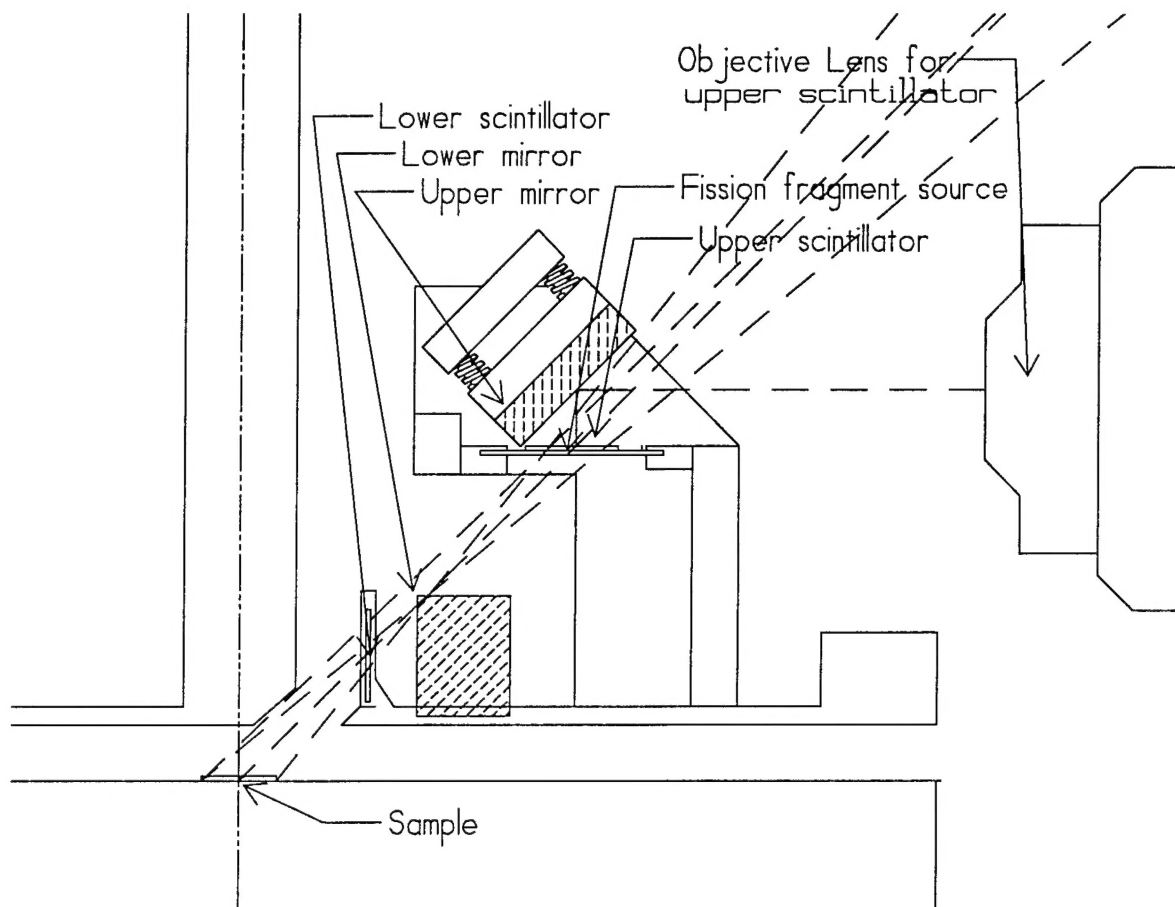 Objective Lens for
upper scintillator
Lower scintillator
Lower mirror
Upper mirror
Fission fragment source
Upper scintillator
Sample